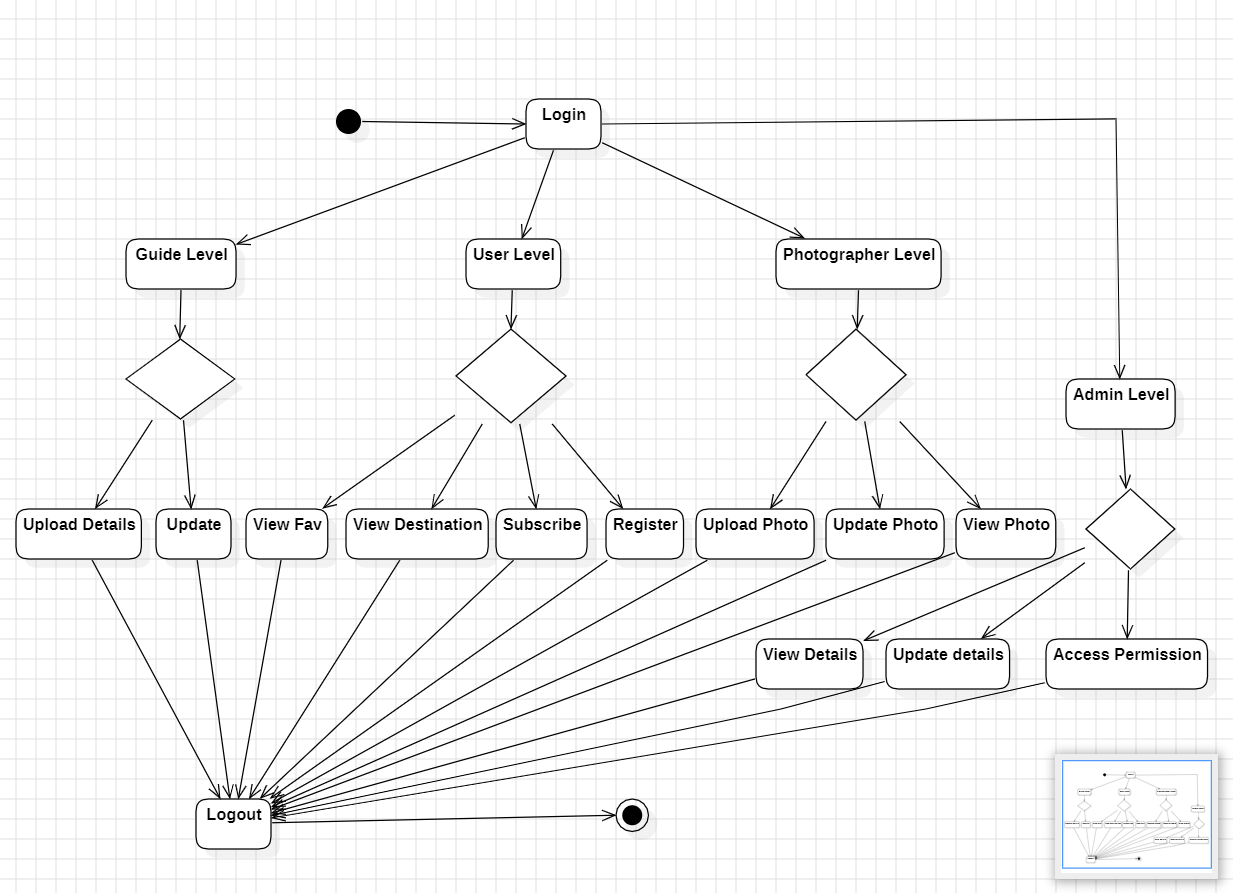 Login
Guide Level
User Level
Photographer Level
Admin Level
Upload Details
Update
View Fav
View Destination
Subscribe
Register
Upload Photo
Update Photo
View Photo
View Details
Update details
Access Permission
Logout